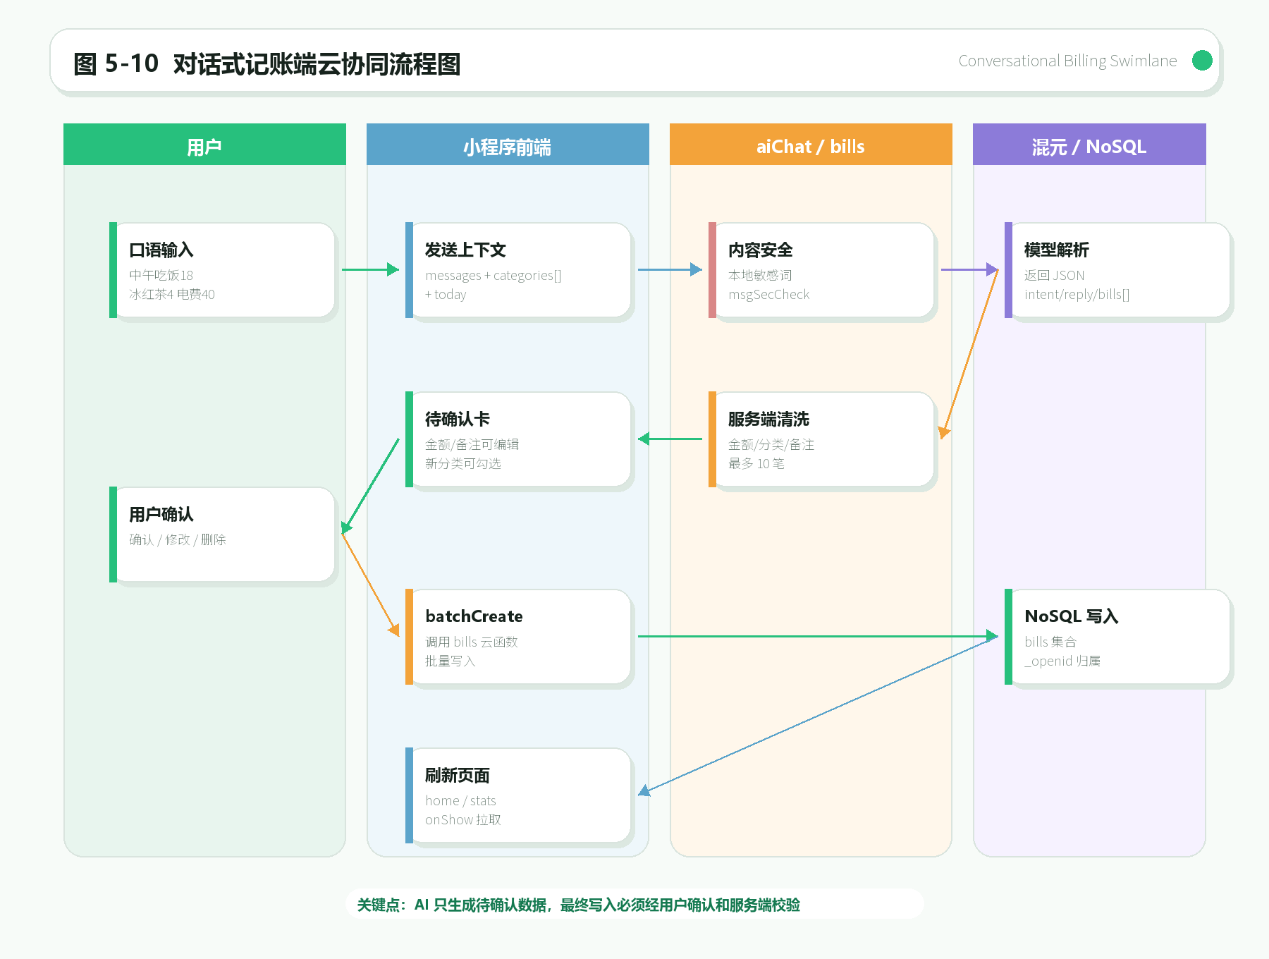 图 5-10 对话式记账端云协同流程图
Conversational Billing Swimlane
用户
小程序前端
aiChat / bills
混元 / NoSQL
口语输入
中午吃饭18
冰红茶4 电费40
发送上下文
messages + categories[]
+ today
内容安全
本地敏感词
msgSecCheck
模型解析
返回 JSON
intent/reply/bills[]
待确认卡
金额/备注可编辑
新分类可勾选
服务端清洗
金额/分类/备注
最多 10 笔
用户确认
确认 / 修改 / 删除
batchCreate
调用 bills 云函数
批量写入
NoSQL 写入
bills 集合
_openid 归属
刷新页面
home / stats
onShow 拉取
关键点：AI 只生成待确认数据，最终写入必须经用户确认和服务端校验